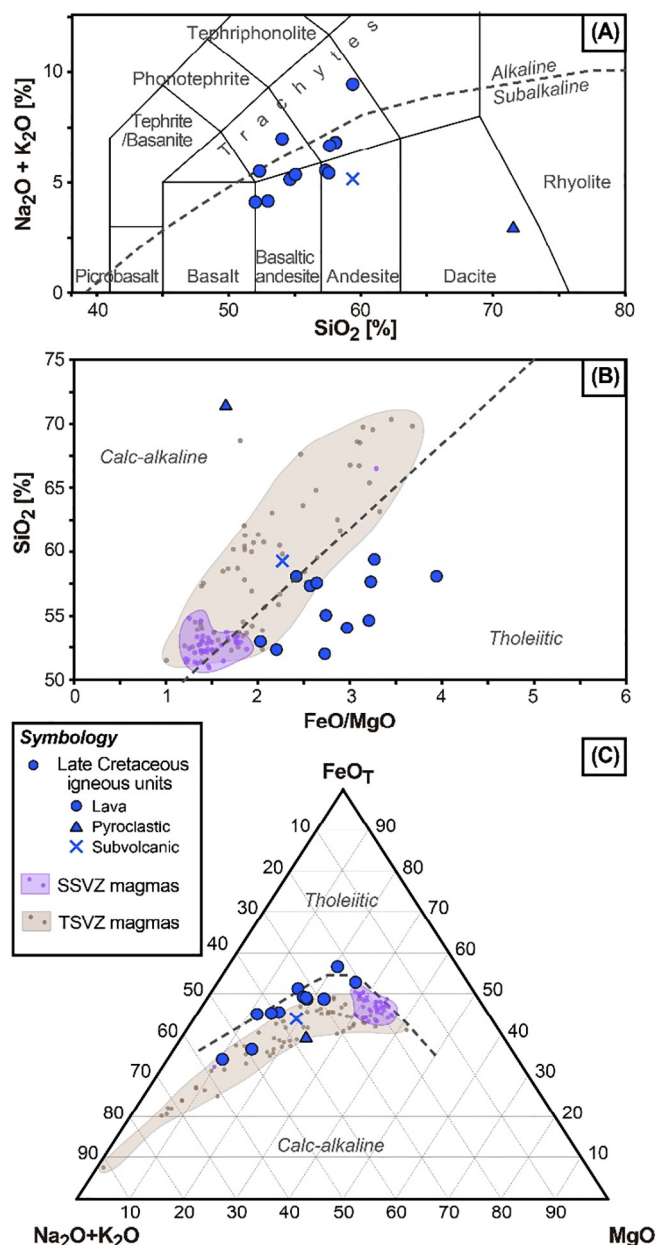 (A)
Tephriphonolite
Trachytes
Phonotephrite
Tephrite
/Basanite
Alkaline
Subalkaline
Rhyolite
Picrobasalt
Basalt
Basaltic
andesite
Andesite
Dacite
Na₂O + K₂O [%]
10
5
0
40 50 60 70 80
SiO₂ [%]
(B)
Calc-alkaline
Tholeiitic
SiO₂ [%]
75
70
65
60
55
50
0 1 2 3 4 5 6
FeO/MgO
Symbology
Late Cretaceous
igneous units
Lava
Pyroclastic
Subvolcanic
SSVZ magmas
TSVZ magmas
(C)
FeOT
10 90
20 80
30 70
40 60
50 50
60 40
70 30
80 20
90 10
Tholeiitic
Calc-alkaline
10 20 30 40 50 60 70 80 90
Na₂O+K₂O
MgO